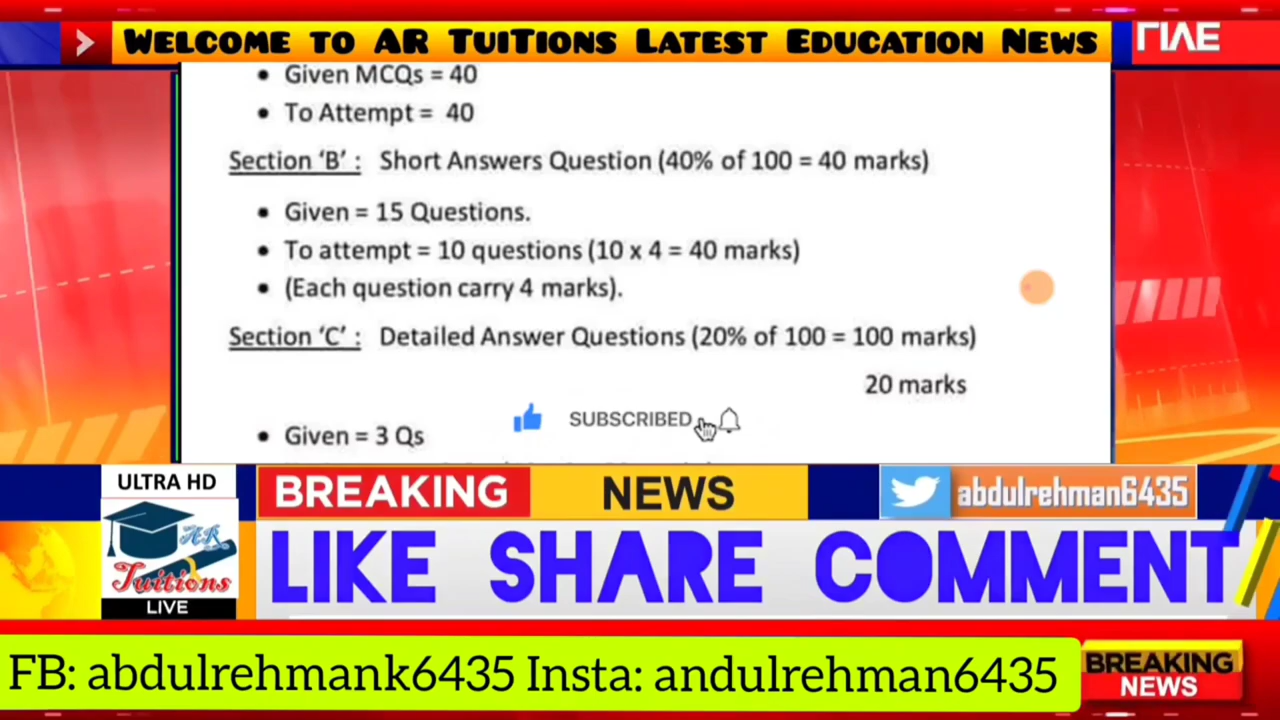 WELCOME TO AR TUITIONS LATEST EDUCATION NEWS
• Given MCQs = 40
• To Attempt = 40
Section 'B' : Short Answers Question (40% of 100 = 40 marks)
• Given = 15 Questions.
• To attempt = 10 questions (10 x 4 = 40 marks)
• (Each question carry 4 marks).
Section 'C' : Detailed Answer Questions (20% of 100 = 100 marks)
20 marks
SUBSCRIBED
• Given = 3 Qs
ULTRA HD
AR
Tuitions
LIVE
BREAKING NEWS
abdulrehman6435
LIKE SHARE COMMENT
FB: abdulrehmank6435 Insta: andulrehman6435
BREAKING
NEWS